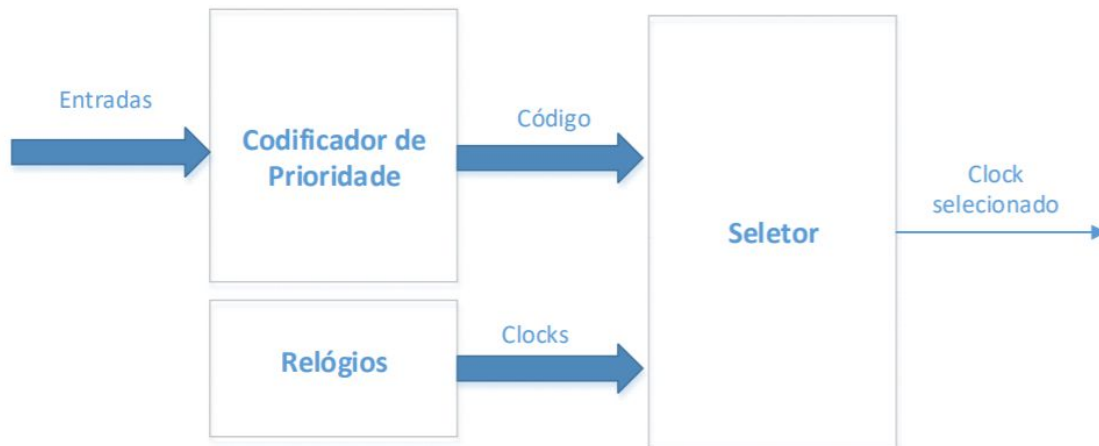 Entradas
Codificador de
Prioridade
Código
Seletor
Clock
selecionado
Relógios
Clocks